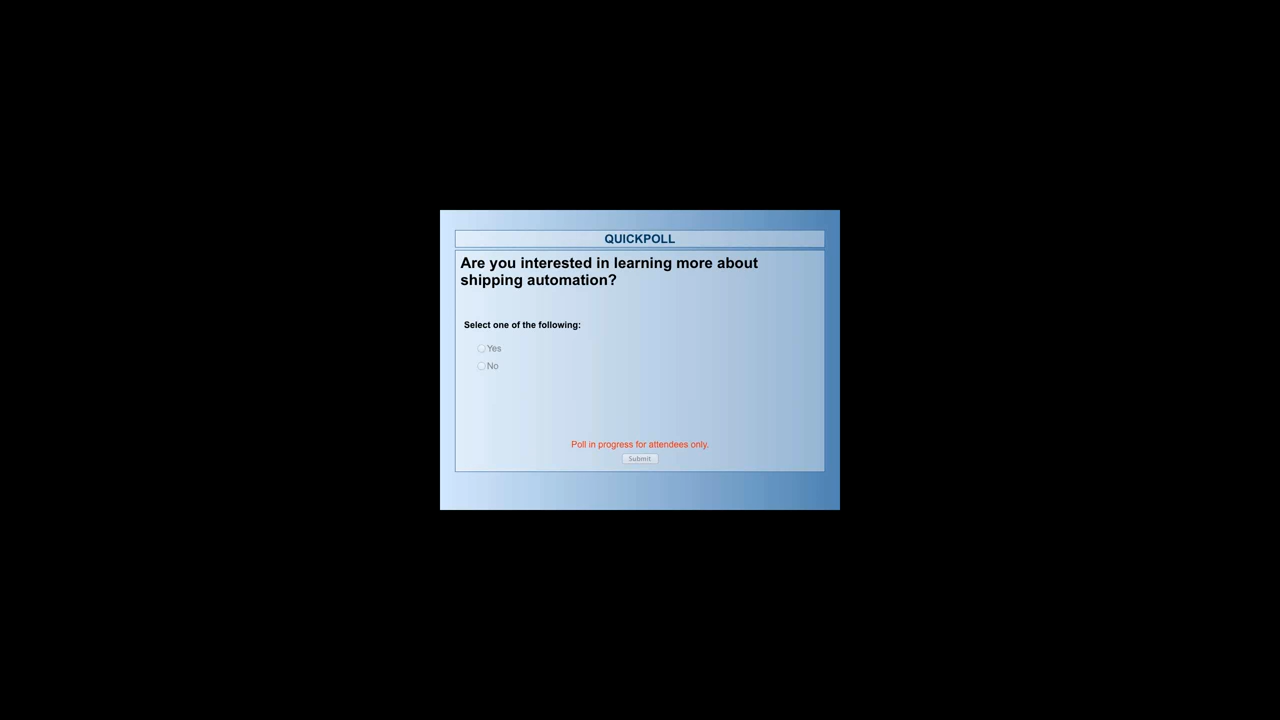 QUICKPOLL
Are you interested in learning more about
shipping automation?
Select one of the following:
Yes
No
Poll in progress for attendees only.
Submit